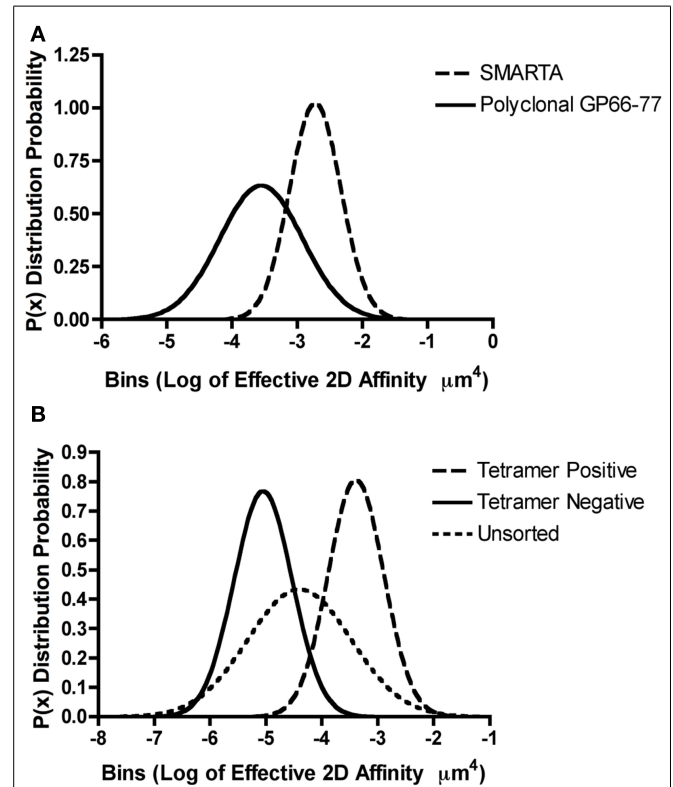 A
P(x) Distribution Probability
1.25
1.00
0.75
0.50
0.25
0.00
-6 -5 -4 -3 -2 -1 0
Bins (Log of Effective 2D Affinity μm⁴)
SMARTA
Polyclonal GP66-77
B
P(x) Distribution Probability
0.9
0.8
0.7
0.6
0.5
0.4
0.3
0.2
0.1
0.0
-8 -7 -6 -5 -4 -3 -2 -1
Bins (Log of Effective 2D Affinity μm⁴)
Tetramer Positive
Tetramer Negative
Unsorted